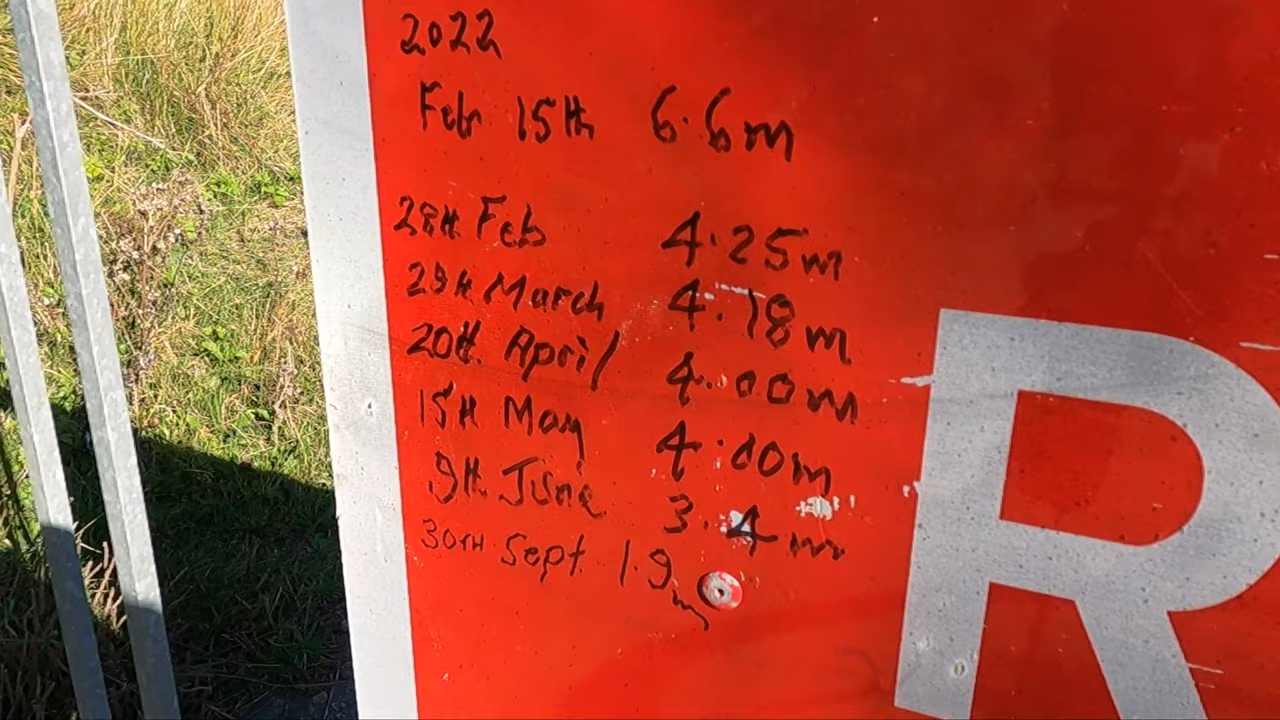 2022
Feb 15th 6.6m
28th Feb 4.25m
29th March 4.18m
20th April 4.00m
15th May 4.00m
9th June 3.4m
30TH Sept 1.9m
R